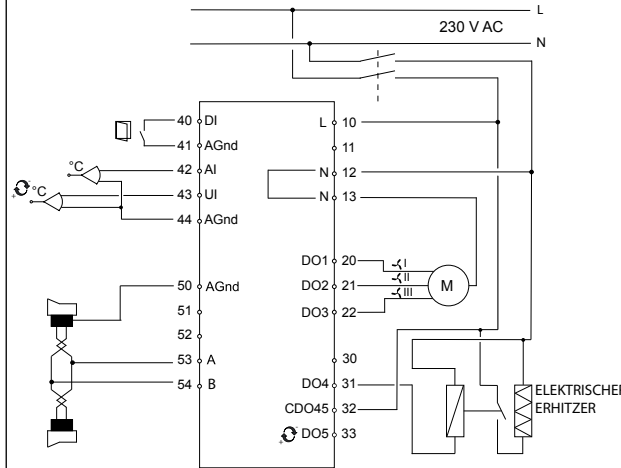 L
230 V AC
N
40 DI
L 10
41 AGnd
11
°C
42 AI
N 12
°C
43 UI
N 13
44 AGnd
DO1 20
I
50 AGnd
DO2 21
II
M
51
DO3 22
III
52
53 A
30
54 B
DO4 31
ELEKTRISCHER
CDO45 32
ERHITZER
DO5 33